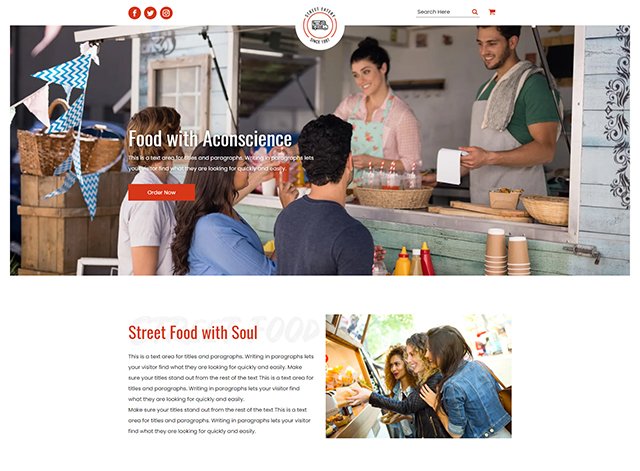 STREET EATERY
SINCE 1987
Search Here
Food with Aconscience
This is a text area for titles and paragraphs. Writing in paragraphs lets
your visitor find what they are looking for quickly and easily.
Order Now
STREET FOOD
Street Food with Soul
This is a text area for titles and paragraphs. Writing in paragraphs lets
your visitor find what they are looking for quickly and easily. Make
sure your titles stand out from the rest of the text This is a text area for
titles and paragraphs. Writing in paragraphs lets your visitor find
what they are looking for quickly and easily.
Make sure your titles stand out from the rest of the text This is a text
area for titles and paragraphs. Writing in paragraphs lets your visitor
find what they are looking for quickly and easily.